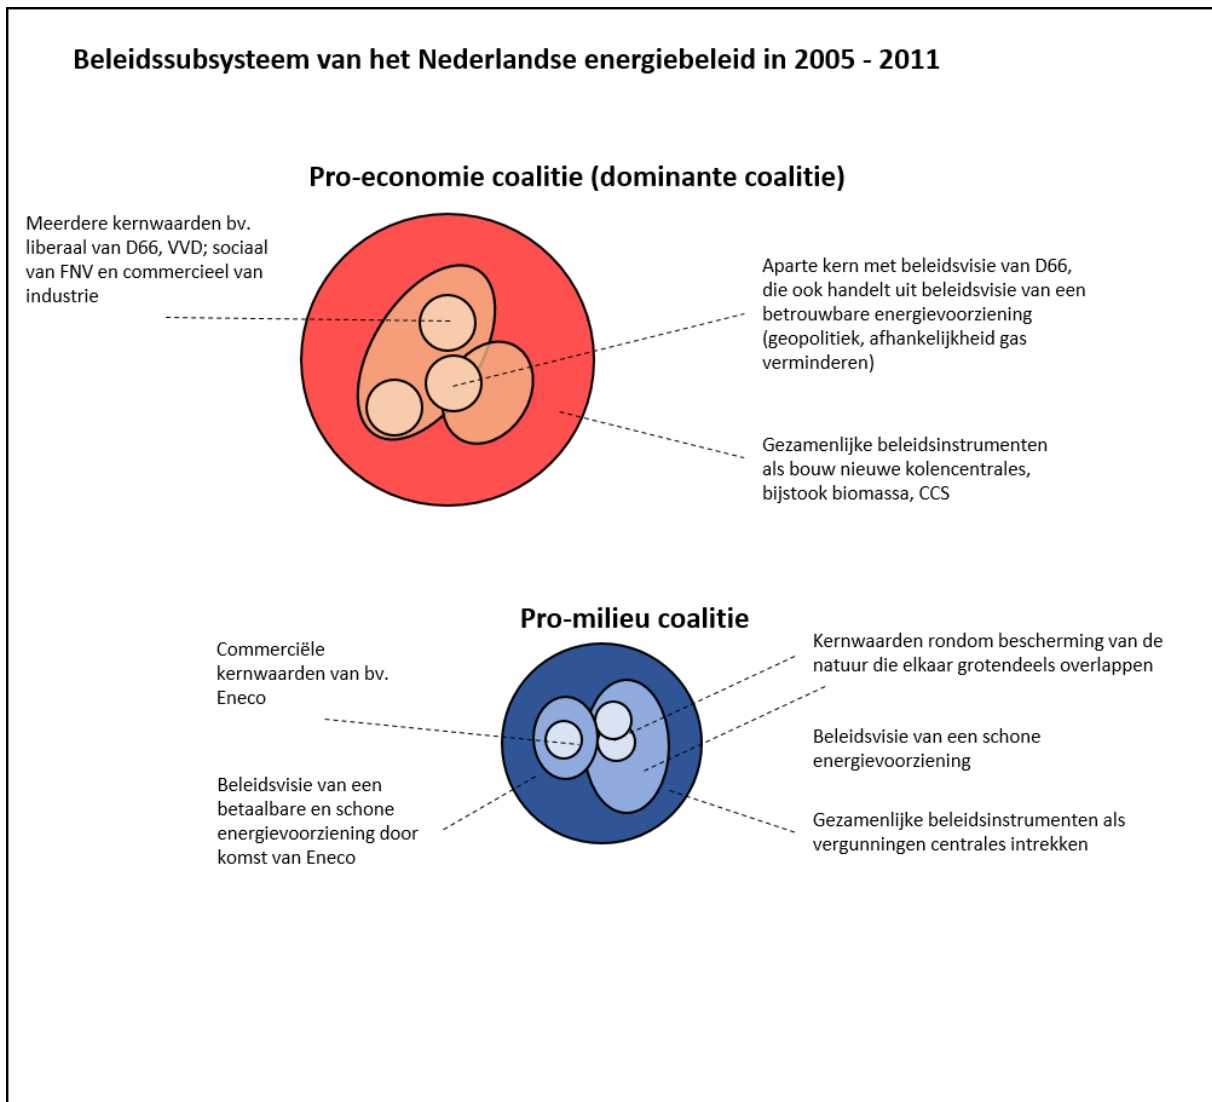 Beleidssubsysteem van het Nederlandse energiebeleid in 2005 - 2011
Pro-economie coalitie (dominante coalitie)
Meerdere kernwaarden bv.
liberaal van D66, VVD; sociaal
van FNV en commercieel van
industrie
Aparte kern met beleidsvisie van D66,
die ook handelt uit beleidsvisie van een
betrouwbare energievoorziening
(geopolitiek, afhankelijkheid gas
verminderen)
Gezamenlijke beleidsinstrumenten
als bouw nieuwe kolencentrales,
bijstook biomassa, CCS
Pro-milieu coalitie
Commerciële
kernwaarden van bv.
Eneco
Beleidsvisie van een
betaalbare en schone
energievoorziening door
komst van Eneco
Kernwaarden rondom bescherming van de
natuur die elkaar grotendeels overlappen
Beleidsvisie van een schone
energievoorziening
Gezamenlijke beleidsinstrumenten als
vergunningen centrales intrekken